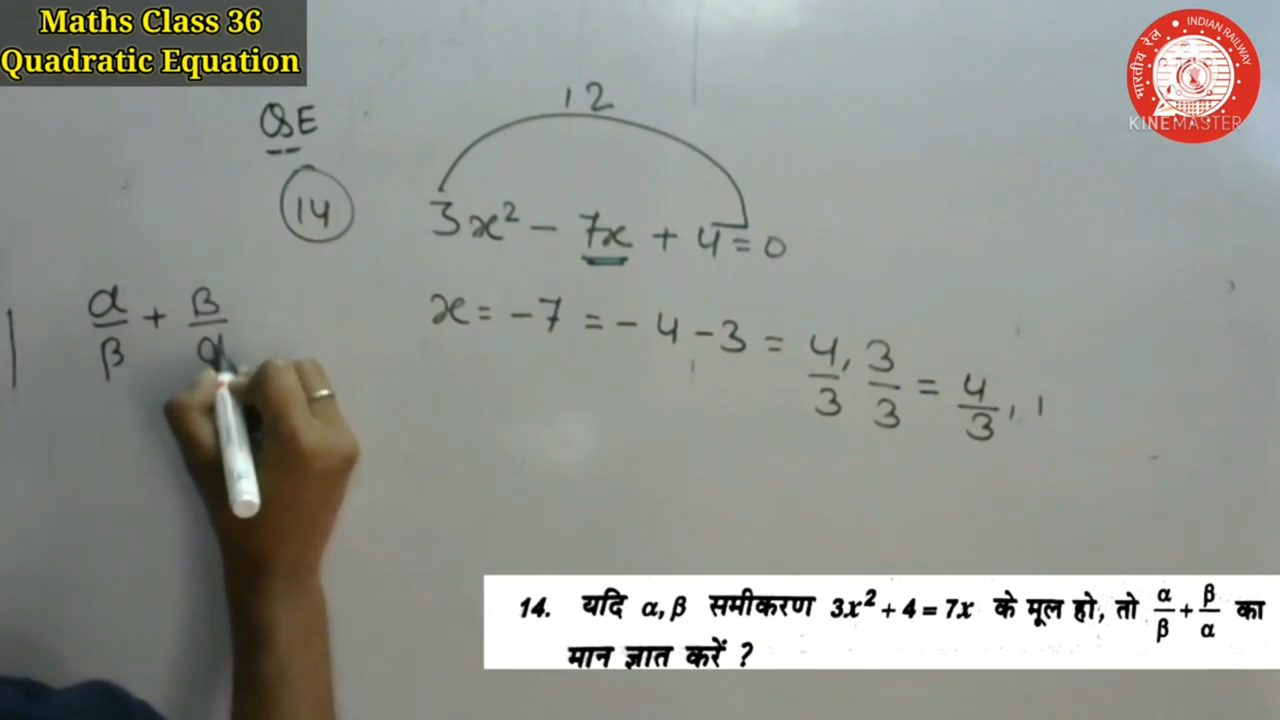 Maths Class 36
Quadratic Equation
भारतीय रेल INDIAN RAILWAY
KINEMASTER
QE
14
12
3x² - 7x + 4 = 0
α/β + β/α
x = -7 = -4 -3 = 4/3, 3/3 = 4/3, 1
14. यदि α, β समीकरण 3x² + 4 = 7x के मूल हो, तो α/β + β/α का
मान ज्ञात करें ?